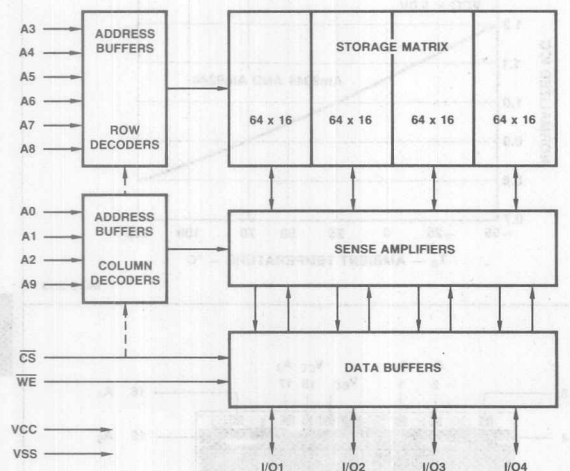 A3
A4
A5
A6
A7
A8
ADDRESS
BUFFERS
ROW
DECODERS
STORAGE MATRIX
64 x 16
64 x 16
64 x 16
64 x 16
A0
A1
A2
A9
ADDRESS
BUFFERS
COLUMN
DECODERS
SENSE AMPLIFIERS
CS
WE
DATA BUFFERS
VCC
VSS
I/O1
I/O2
I/O3
I/O4